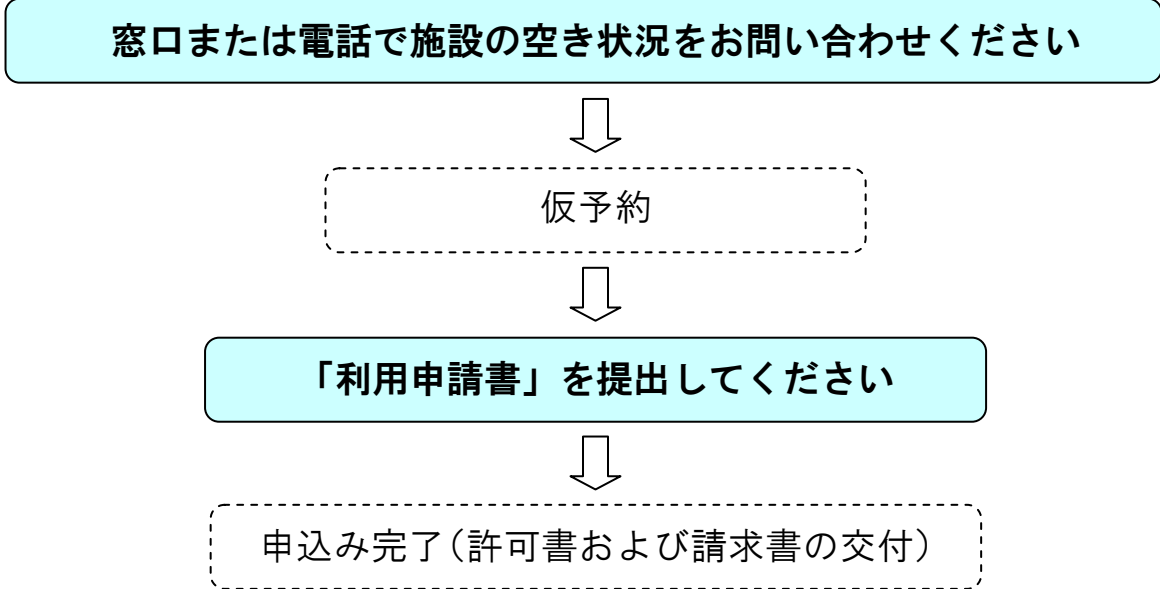 窓口または電話で施設の空き状況をお問い合わせください
仮予約
「利用申請書」を提出してください
申込み完了(許可書および請求書の交付)